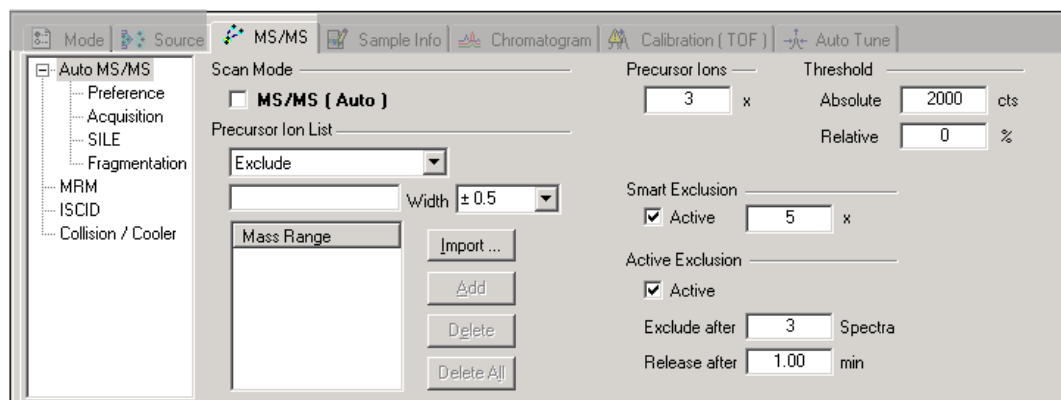 Mode Source MS/MS Sample Info Chromatogram Calibration ( TOF ) Auto Tune
Auto MS/MS
Preference
Acquisition
SILE
Fragmentation
MRM
ISCID
Collision / Cooler
Scan Mode
MS/MS ( Auto )
Precursor Ion List
Exclude
Width ± 0.5
Mass Range
Import ...
Add
Delete
Delete All
Precursor Ions
3 x
Threshold
Absolute 2000 cts
Relative 0 %
Smart Exclusion
Active 5 x
Active Exclusion
Active
Exclude after 3 Spectra
Release after 1.00 min